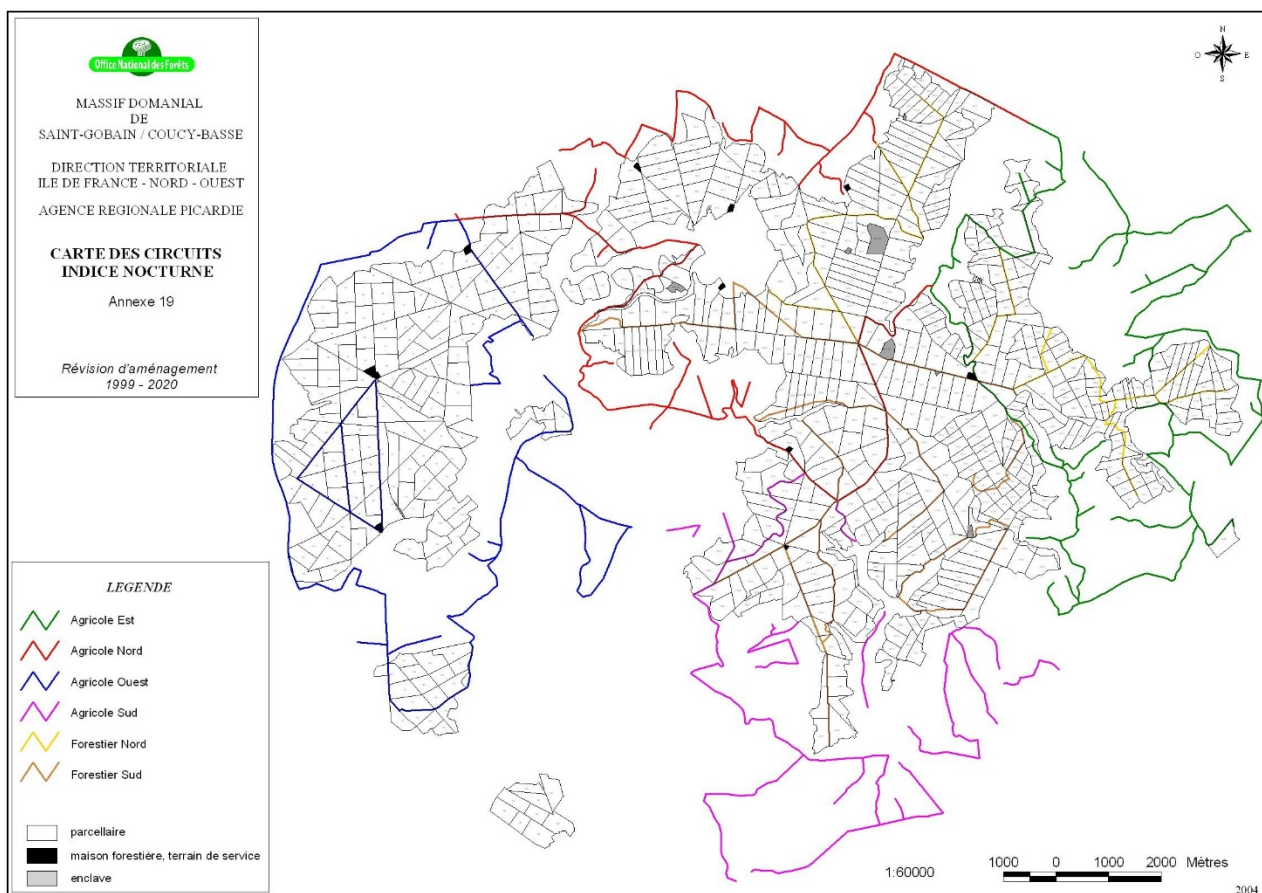 Office National des Forêts
MASSIF DOMANIAL
DE
SAINT-GOBAIN / COUCY-BASSE
DIRECTION TERRITORIALE
ILE DE FRANCE - NORD - OUEST
AGENCE REGIONALE PICARDIE
CARTE DES CIRCUITS
INDICE NOCTURNE
Annexe 19
Révision d'aménagement
1999 - 2020
N
O
E
S
LEGENDE
Agricole Est
Agricole Nord
Agricole Ouest
Agricole Sud
Forestier Nord
Forestier Sud
parcellaire
maison forestière, terrain de service
enclave
1:60000
1000 0 1000 2000 Mètres
2004